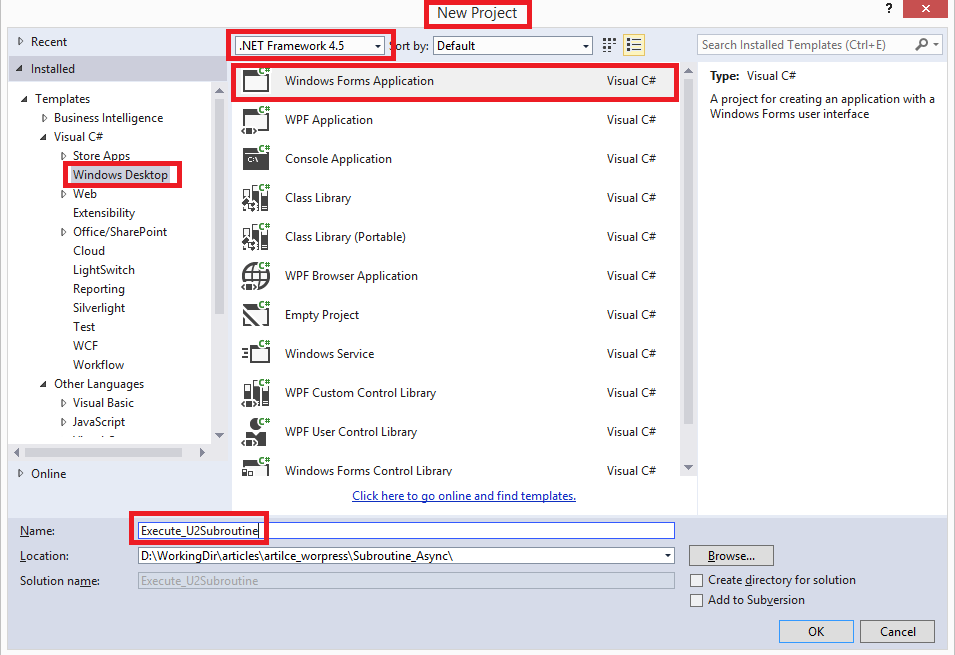 New Project
?
Recent
.NET Framework 4.5
Sort by:
Default
Search Installed Templates (Ctrl+E)
Installed
Templates
Business Intelligence
Visual C#
Store Apps
Windows Desktop
Web
Extensibility
Office/SharePoint
Cloud
LightSwitch
Reporting
Silverlight
Test
WCF
Workflow
Other Languages
Visual Basic
JavaScript
Online
Windows Forms Application Visual C#
WPF Application Visual C#
Console Application Visual C#
Class Library Visual C#
Class Library (Portable) Visual C#
WPF Browser Application Visual C#
Empty Project Visual C#
Windows Service Visual C#
WPF Custom Control Library Visual C#
WPF User Control Library Visual C#
Windows Forms Control Library Visual C#
Click here to go online and find templates.
Type: Visual C#
A project for creating an application with a
Windows Forms user interface
Name: Execute_U2Subroutine
Location: D:\WorkingDir\articles\artilce_worpress\Subroutine_Async\
Browse...
Solution name: Execute_U2Subroutine
Create directory for solution
Add to Subversion
OK
Cancel